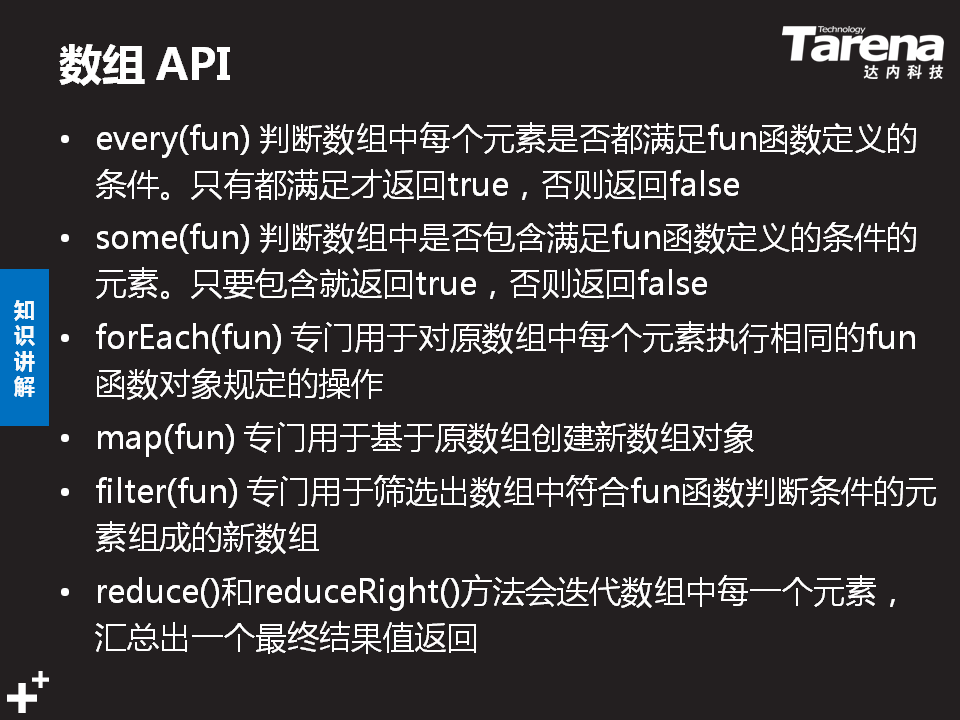 数组 API
Technology
Tarena
达内科技
• every(fun) 判断数组中每个元素是否都满足fun函数定义的
条件。只有都满足才返回true，否则返回false
• some(fun) 判断数组中是否包含满足fun函数定义的条件的
元素。只要包含就返回true，否则返回false
• forEach(fun) 专门用于对原数组中每个元素执行相同的fun
函数对象规定的操作
• map(fun) 专门用于基于原数组创建新数组对象
• filter(fun) 专门用于筛选出数组中符合fun函数判断条件的元
素组成的新数组
• reduce()和reduceRight()方法会迭代数组中每一个元素，
汇总出一个最终结果值返回
知识讲解